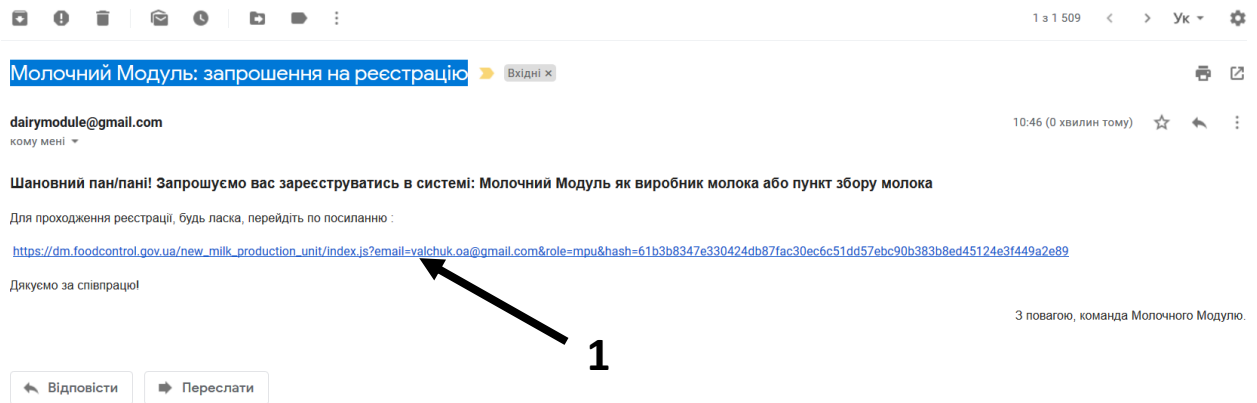 1 з 1 509
Ук
Молочний Модуль: запрошення на реєстрацію
Вхідні ×
dairymodule@gmail.com
10:46 (0 хвилин тому)
кому мені
Шановний пан/пані! Запрошуємо вас зареєструватись в системі: Молочний Модуль як виробник молока або пункт збору молока
Для проходження реєстрації, будь ласка, перейдіть по посиланню :
https://dm.foodcontrol.gov.ua/new_milk_production_unit/index.js?email=valchuk.oa@gmail.com&role=mpu&hash=61b3b8347e330424db87fac30ec6c51dd57ebc90b383b8ed45124e3f449a2e89
Дякуємо за співпрацю!
З повагою, команда Молочного Модулю.
1
Відповісти
Переслати